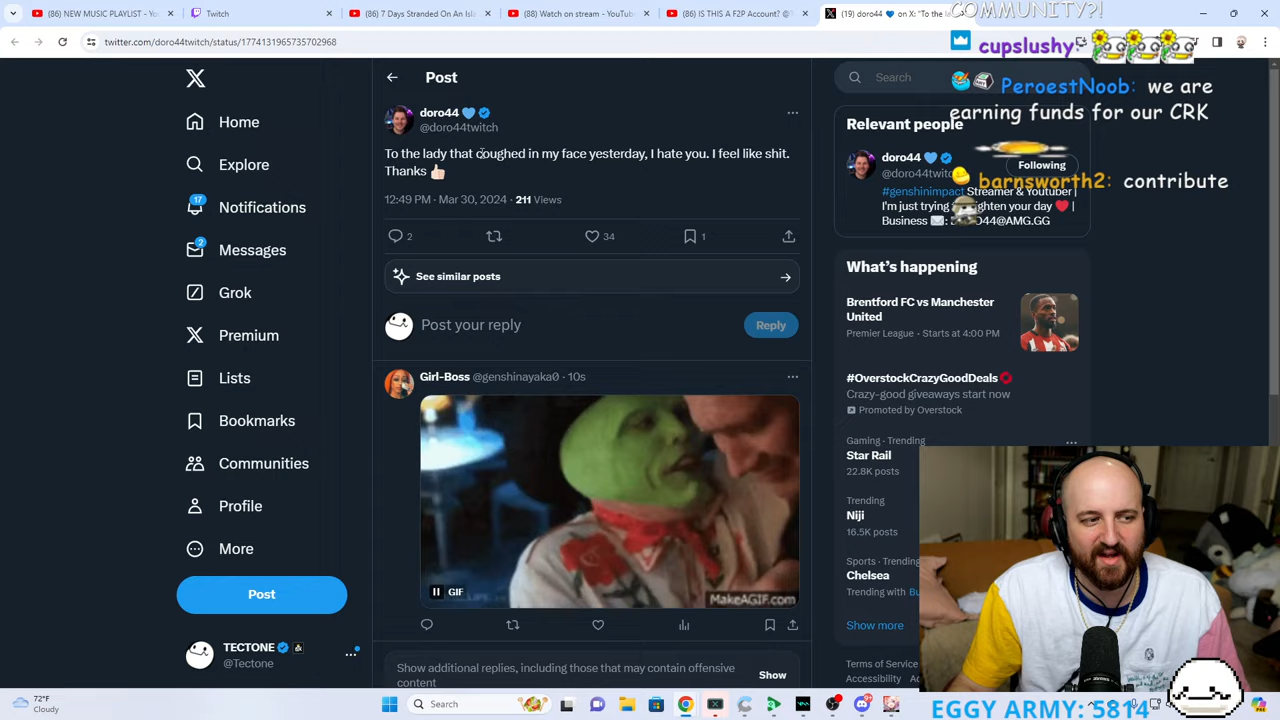 (86) NEW MUSIC PLAYLIST - Yo
Twitch
(86) 7 Days Stranded On An Isl
(88) Watch on stream - YouTub
(86) IS THIS A F2P Account? @
(19) doro44 💙 on X: "To the la
COMMUNITY?!
twitter.com/doro44twitch/status/1774131965735702968
cupslushy:
PeroestNoob: we are
earning funds for our CRK
barnsworth2: contribute
Home
Explore
17
Notifications
2
Messages
Grok
Premium
Lists
Bookmarks
Communities
Profile
More
Post
TECTONE
@Tectone
Post
doro44 💙
@doro44twitch
To the lady that coughed in my face yesterday, I hate you. I feel like shit.
Thanks 👍🏻
12:49 PM · Mar 30, 2024 · 211 Views
2
34
1
See similar posts
Post your reply
Reply
Girl-Boss @genshinayaka0 · 10s
GIF
MakeAGIF.com
Show additional replies, including those that may contain offensive
content
Show
Search
Relevant people
doro44 💙
@doro44twitc
Following
#genshinimpact Streamer & Youtuber |
I'm just trying
ighten your day ❤️ |
Business ✉️:
O44@AMG.GG
What's happening
Brentford FC vs Manchester
United
Premier League · Starts at 4:00 PM
#OverstockCrazyGoodDeals
Crazy-good giveaways start now
Promoted by Overstock
Gaming · Trending
Star Rail
22.8K posts
Trending
Niji
16.5K posts
Sports · Trending
Chelsea
Trending with
Show more
Terms of Service
Accessibility
72°F
Cloudy
Search
EGGY ARMY: 5814